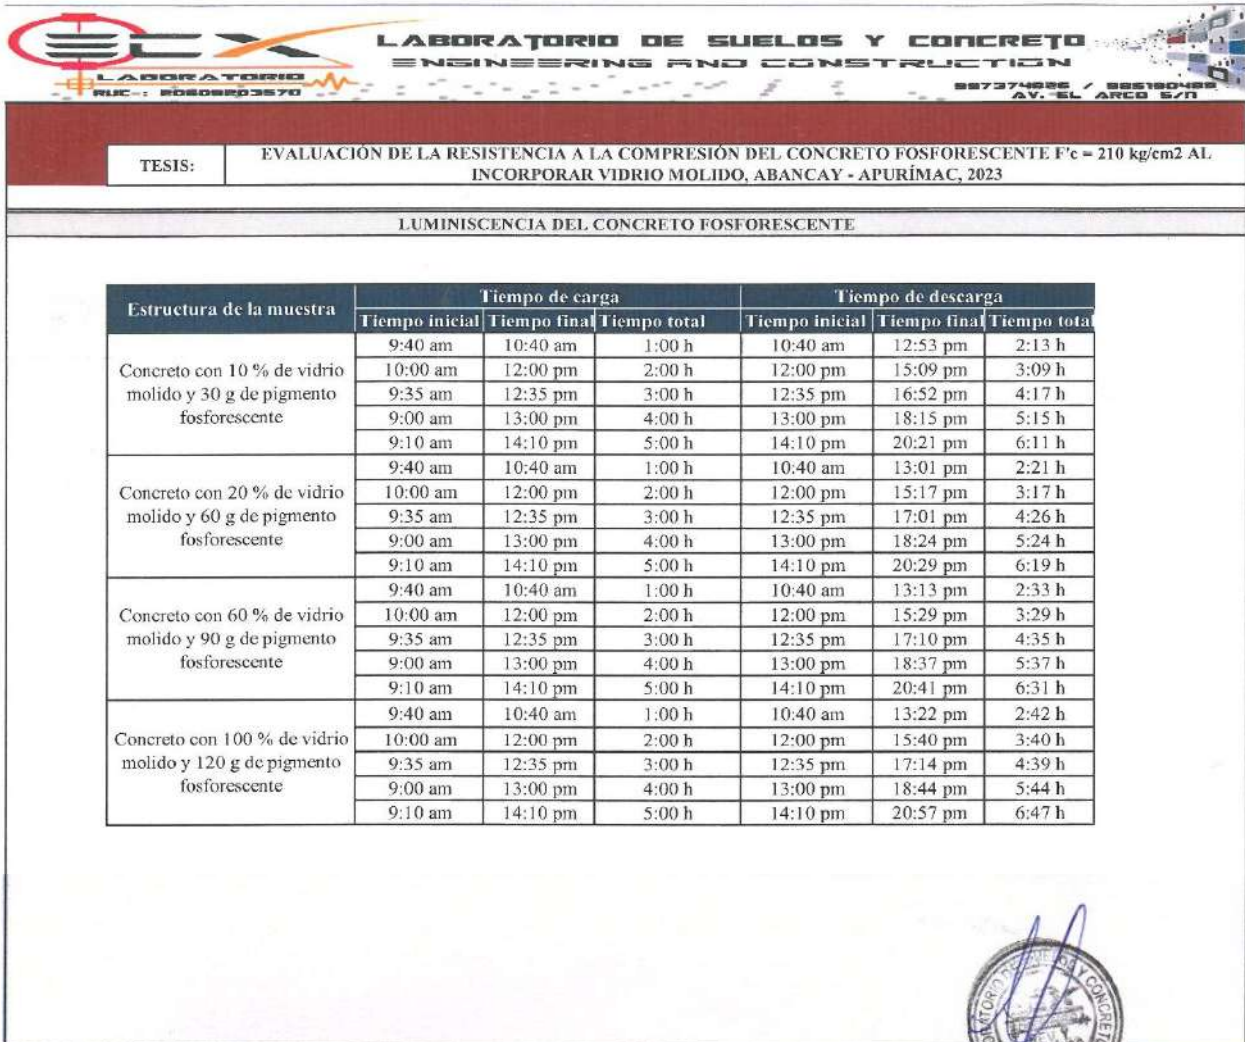 ECX
LABORATORIO
RUC-: 20609203570
LABORATORIO DE SUELOS Y CONCRETO
ENGINEERING AND CONSTRUCTION
AV. EL ARCO S/N
TESIS:
EVALUACIÓN DE LA RESISTENCIA A LA COMPRESIÓN DEL CONCRETO FOSFORESCENTE F'c = 210 kg/cm2 AL
INCORPORAR VIDRIO MOLIDO, ABANCAY - APURÍMAC, 2023
LUMINISCENCIA DEL CONCRETO FOSFORESCENTE
Estructura de la muestra Tiempo de carga Tiempo de descarga
Tiempo inicial Tiempo final Tiempo total Tiempo inicial Tiempo final Tiempo total
Concreto con 10 % de vidrio
molido y 30 g de pigmento
fosforescente
9:40 am 10:40 am 1:00 h 10:40 am 12:53 pm 2:13 h
10:00 am 12:00 pm 2:00 h 12:00 pm 15:09 pm 3:09 h
9:35 am 12:35 pm 3:00 h 12:35 pm 16:52 pm 4:17 h
9:00 am 13:00 pm 4:00 h 13:00 pm 18:15 pm 5:15 h
9:10 am 14:10 pm 5:00 h 14:10 pm 20:21 pm 6:11 h
Concreto con 20 % de vidrio
molido y 60 g de pigmento
fosforescente
9:40 am 10:40 am 1:00 h 10:40 am 13:01 pm 2:21 h
10:00 am 12:00 pm 2:00 h 12:00 pm 15:17 pm 3:17 h
9:35 am 12:35 pm 3:00 h 12:35 pm 17:01 pm 4:26 h
9:00 am 13:00 pm 4:00 h 13:00 pm 18:24 pm 5:24 h
9:10 am 14:10 pm 5:00 h 14:10 pm 20:29 pm 6:19 h
Concreto con 60 % de vidrio
molido y 90 g de pigmento
fosforescente
9:40 am 10:40 am 1:00 h 10:40 am 13:13 pm 2:33 h
10:00 am 12:00 pm 2:00 h 12:00 pm 15:29 pm 3:29 h
9:35 am 12:35 pm 3:00 h 12:35 pm 17:10 pm 4:35 h
9:00 am 13:00 pm 4:00 h 13:00 pm 18:37 pm 5:37 h
9:10 am 14:10 pm 5:00 h 14:10 pm 20:41 pm 6:31 h
Concreto con 100 % de vidrio
molido y 120 g de pigmento
fosforescente
9:40 am 10:40 am 1:00 h 10:40 am 13:22 pm 2:42 h
10:00 am 12:00 pm 2:00 h 12:00 pm 15:40 pm 3:40 h
9:35 am 12:35 pm 3:00 h 12:35 pm 17:14 pm 4:39 h
9:00 am 13:00 pm 4:00 h 13:00 pm 18:44 pm 5:44 h
9:10 am 14:10 pm 5:00 h 14:10 pm 20:57 pm 6:47 h